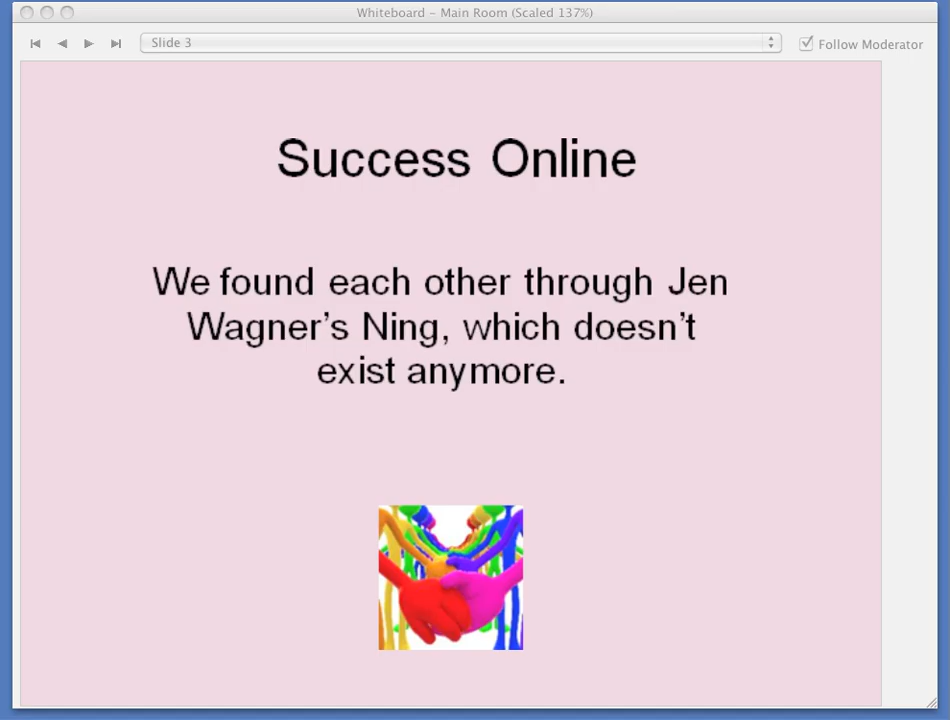 Whiteboard – Main Room (Scaled 137%)
Slide 3
Follow Moderator
Success Online
We found each other through Jen
Wagner’s Ning, which doesn’t
exist anymore.